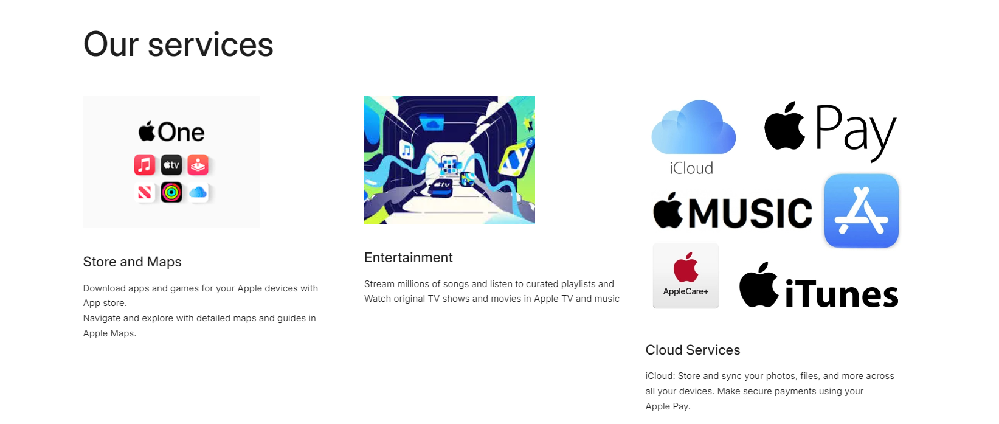 Our services
One
tv
tv
3
Store and Maps
Download apps and games for your Apple devices with
App store.
Navigate and explore with detailed maps and guides in
Apple Maps.
Entertainment
Stream millions of songs and listen to curated playlists and
Watch original TV shows and movies in Apple TV and music
iCloud
Pay
MUSIC
AppleCare+
iTunes
Cloud Services
iCloud: Store and sync your photos, files, and more across
all your devices. Make secure payments using your
Apple Pay.